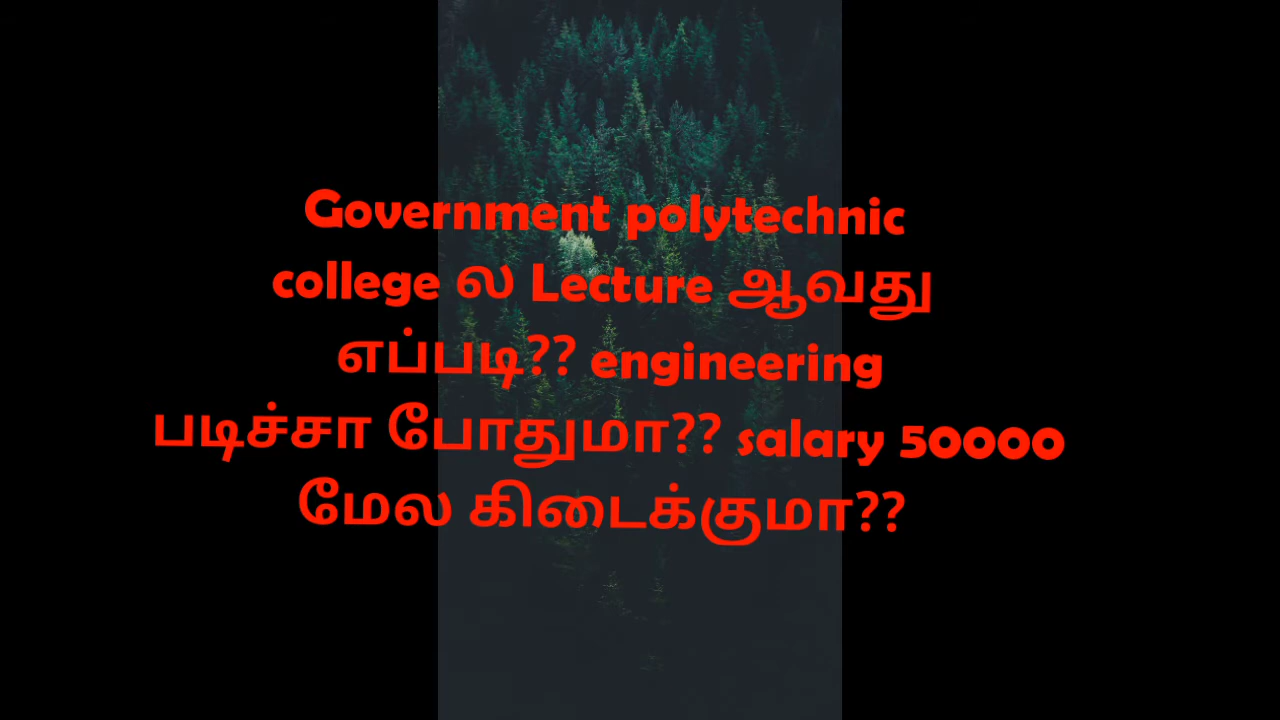 Government polytechnic
college ல Lecture ஆவது
எப்படி?? engineering
படிச்சா போதுமா?? salary 50000
மேல கிடைக்குமா??